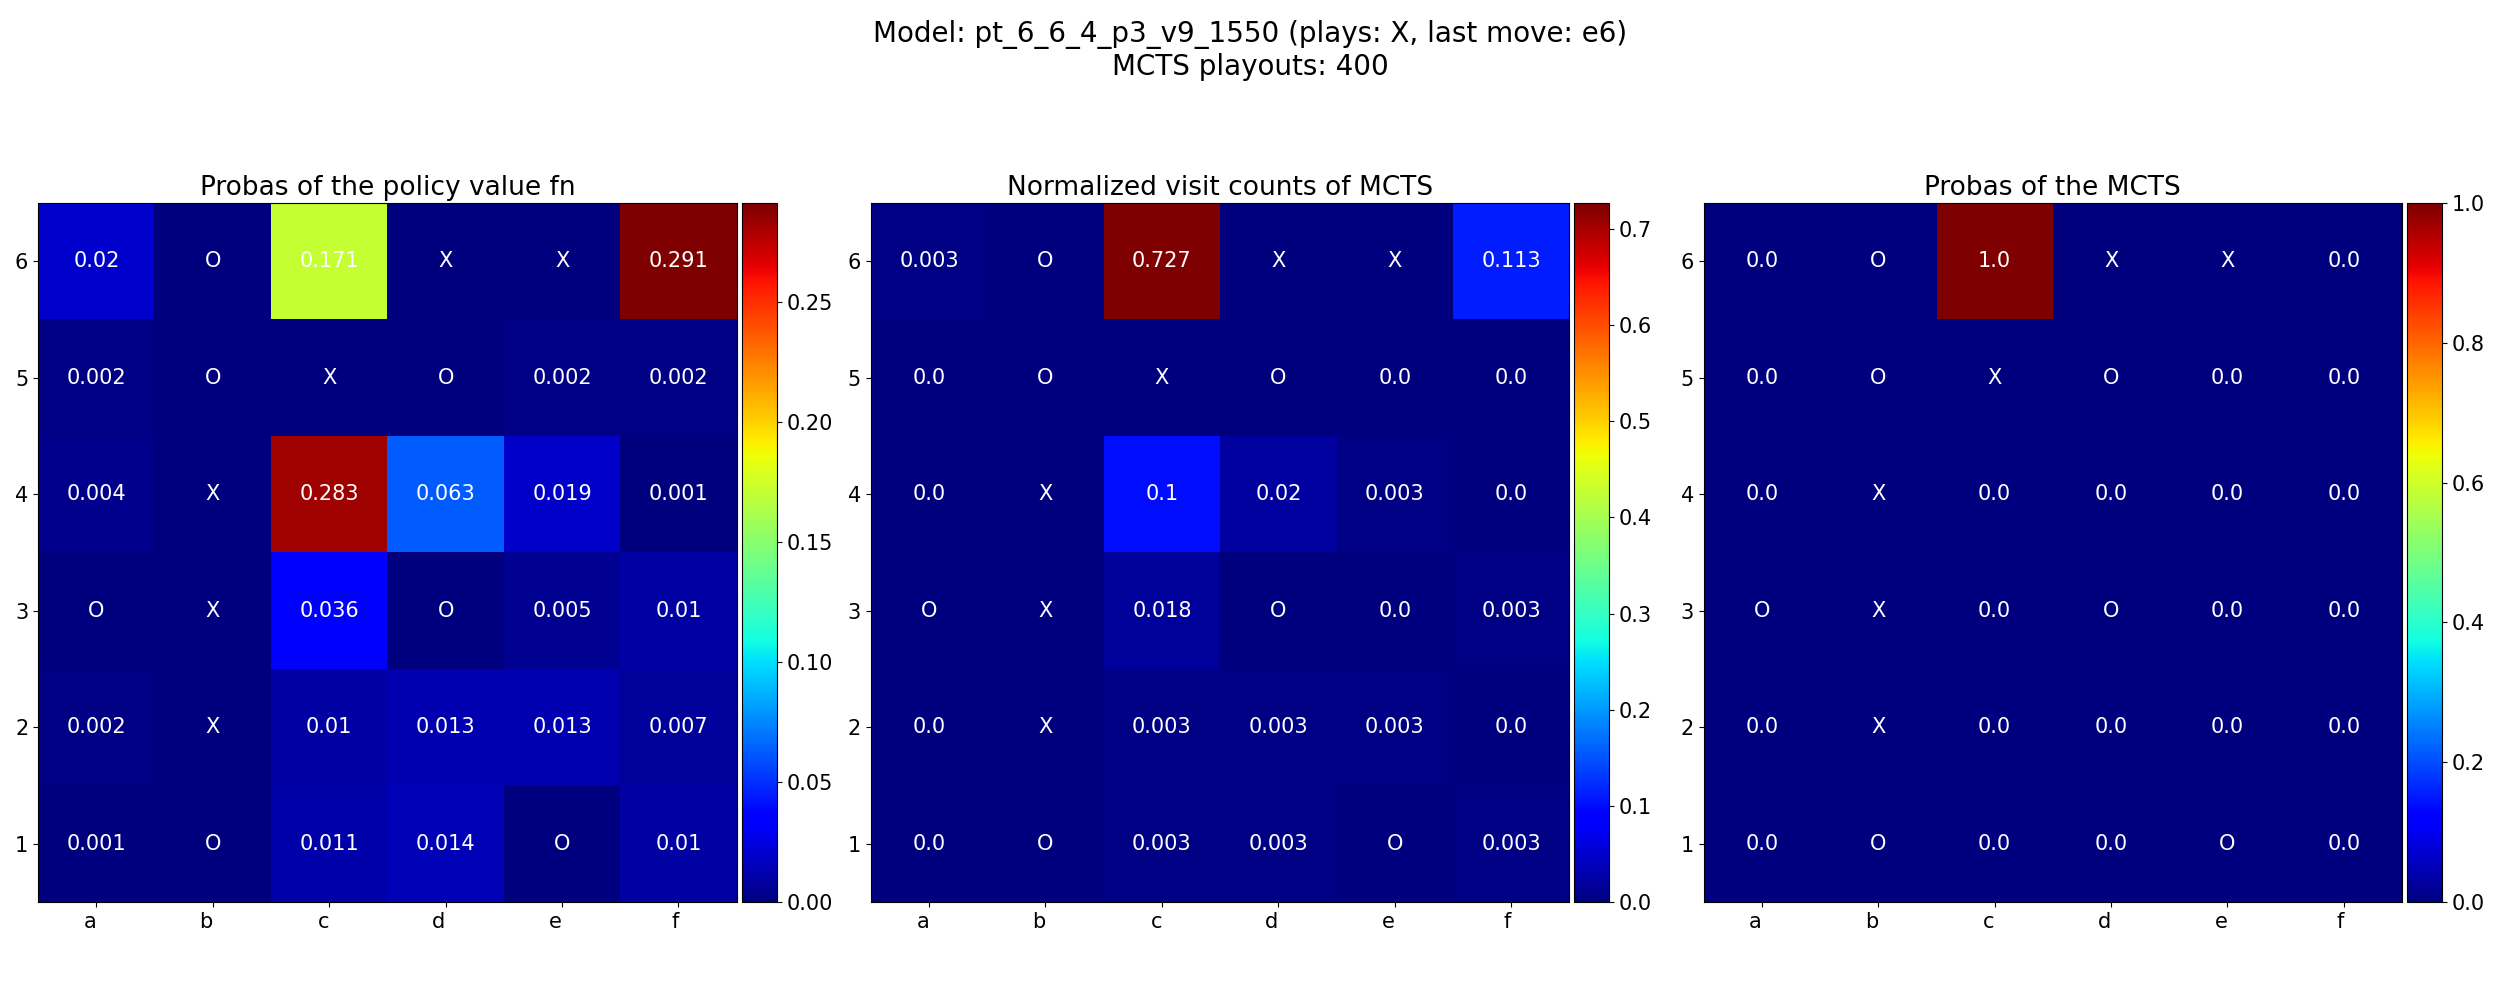 Model: pt_6_6_4_p3_v9_1550 (plays: X, last move: e6)
MCTS playouts: 400
Probas of the policy value fn
6 0.02 O 0.171 X X 0.291
5 0.002 O X O 0.002 0.002
4 0.004 X 0.283 0.063 0.019 0.001
3 O X 0.036 O 0.005 0.01
2 0.002 X 0.01 0.013 0.013 0.007
1 0.001 O 0.011 0.014 O 0.01
a b c d e f
0.25
0.20
0.15
0.10
0.05
0.00
Normalized visit counts of MCTS
6 0.003 O 0.727 X X 0.113
5 0.0 O X O 0.0 0.0
4 0.0 X 0.1 0.02 0.003 0.0
3 O X 0.018 O 0.0 0.003
2 0.0 X 0.003 0.003 0.003 0.0
1 0.0 O 0.003 0.003 O 0.003
a b c d e f
0.7
0.6
0.5
0.4
0.3
0.2
0.1
0.0
Probas of the MCTS
6 0.0 O 1.0 X X 0.0
5 0.0 O X O 0.0 0.0
4 0.0 X 0.0 0.0 0.0 0.0
3 O X 0.0 O 0.0 0.0
2 0.0 X 0.0 0.0 0.0 0.0
1 0.0 O 0.0 0.0 O 0.0
a b c d e f
1.0
0.8
0.6
0.4
0.2
0.0